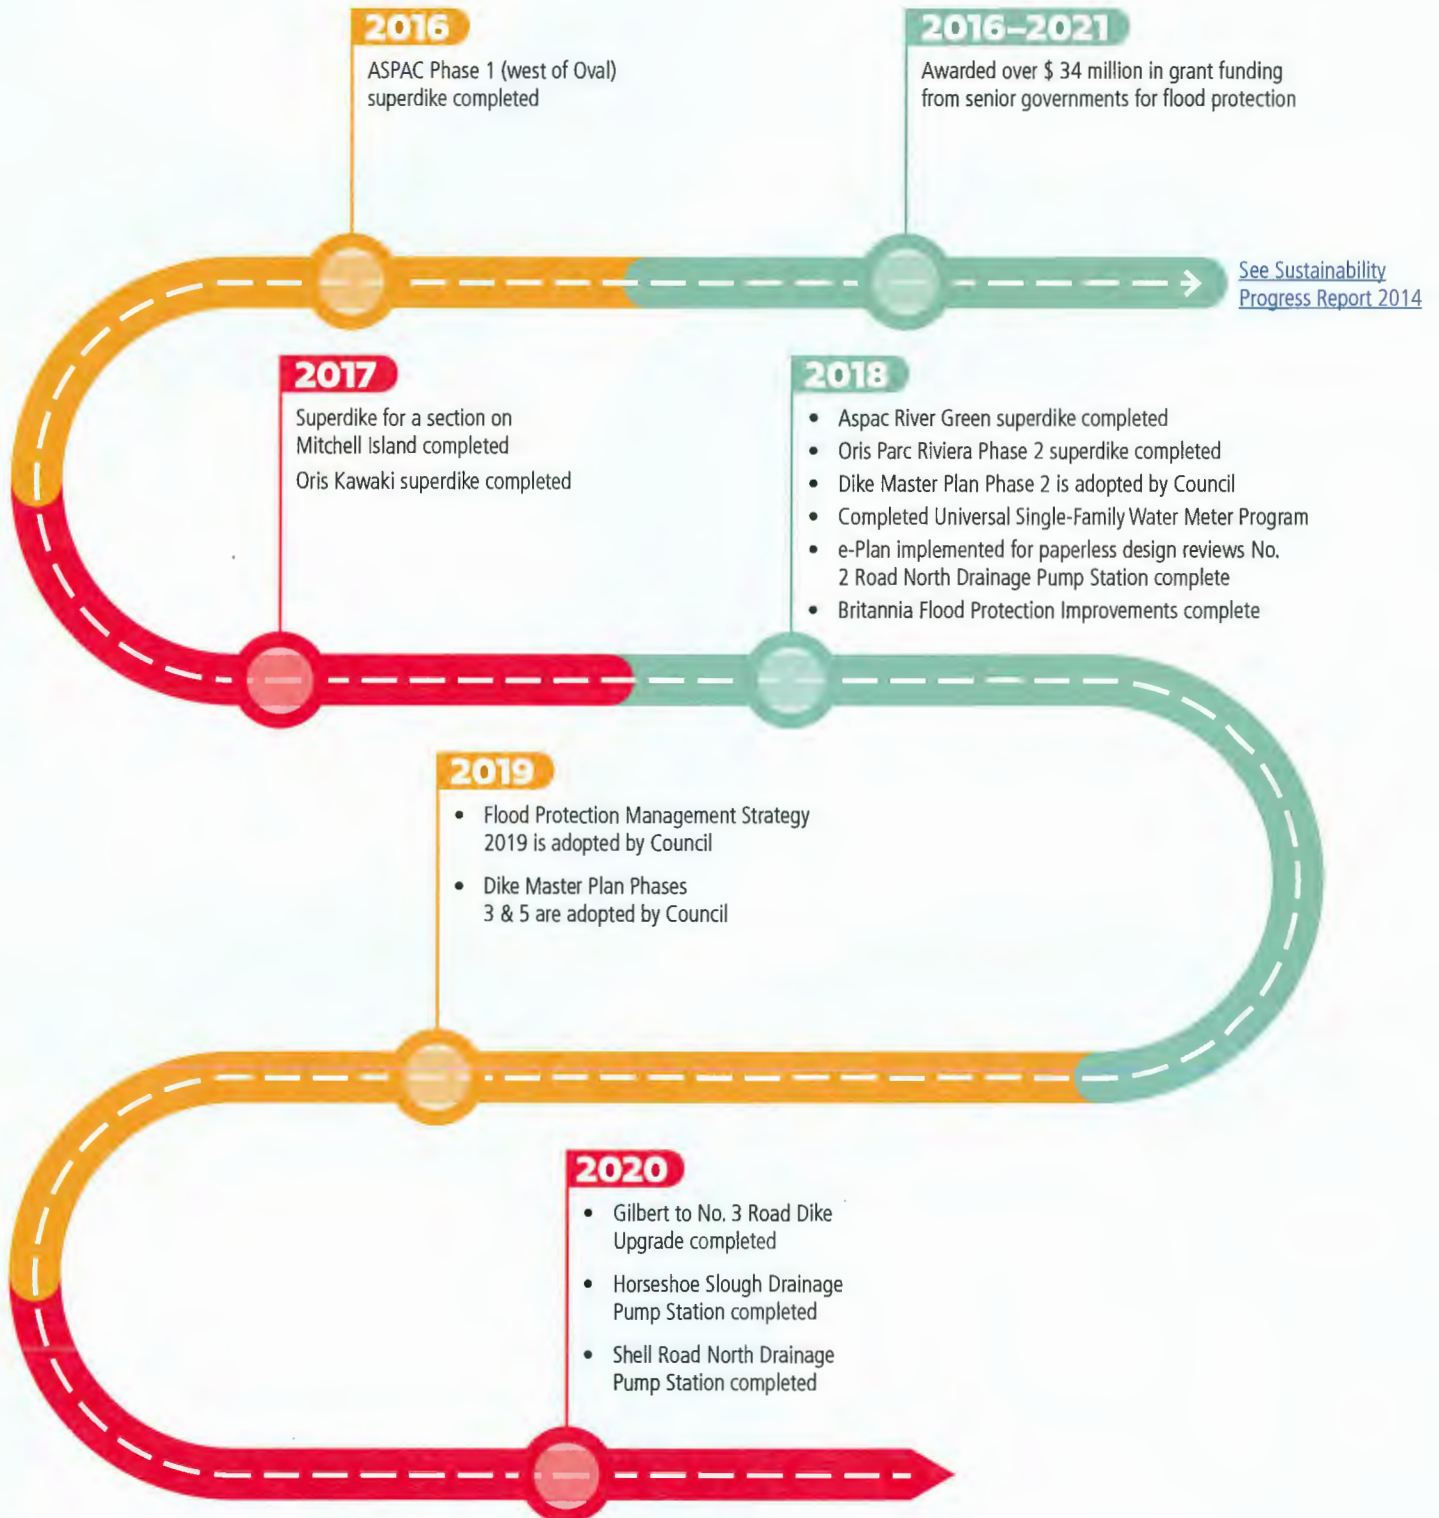 2016
ASPAC Phase 1 (west of Oval)
superdike completed
2016–2021
Awarded over $ 34 million in grant funding
from senior governments for flood protection
See Sustainability
Progress Report 2014
2017
Superdike for a section on
Mitchell Island completed
Oris Kawaki superdike completed
2018
• Aspac River Green superdike completed
• Oris Parc Riviera Phase 2 superdike completed
• Dike Master Plan Phase 2 is adopted by Council
• Completed Universal Single-Family Water Meter Program
• e-Plan implemented for paperless design reviews No.
2 Road North Drainage Pump Station complete
• Britannia Flood Protection Improvements complete
2019
• Flood Protection Management Strategy
2019 is adopted by Council
• Dike Master Plan Phases
3 & 5 are adopted by Council
2020
• Gilbert to No. 3 Road Dike
Upgrade completed
• Horseshoe Slough Drainage
Pump Station completed
• Shell Road North Drainage
Pump Station completed